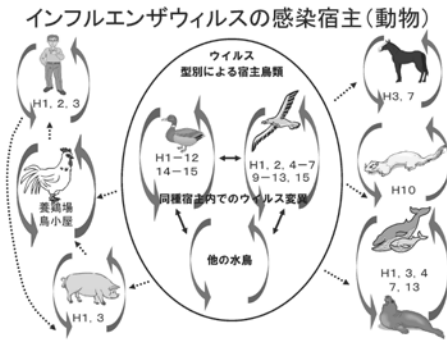 インフルエンザウィルスの感染宿主(動物)
ウイルス
型別による宿主鳥類
H1, 2, 3
H1－12
14－15
H1, 2, 4－7
9－13, 15
H3, 7
同種宿主内でのウイルス変異
養鶏場
鳥小屋
H10
他の水鳥
H1, 3
H1, 3, 4
7, 13